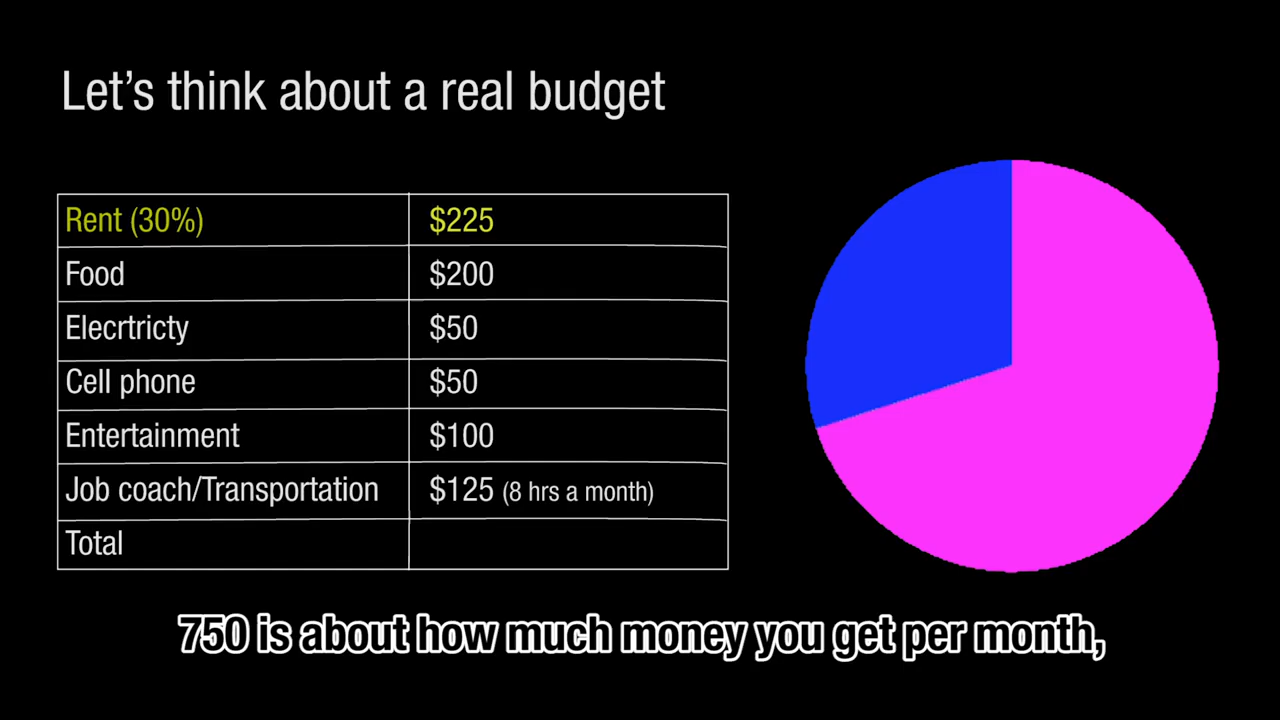 Let's think about a real budget
Rent (30%) $225
Food $200
Elecrtricty $50
Cell phone $50
Entertainment $100
Job coach/Transportation $125 (8 hrs a month)
Total
750 is about how much money you get per month,